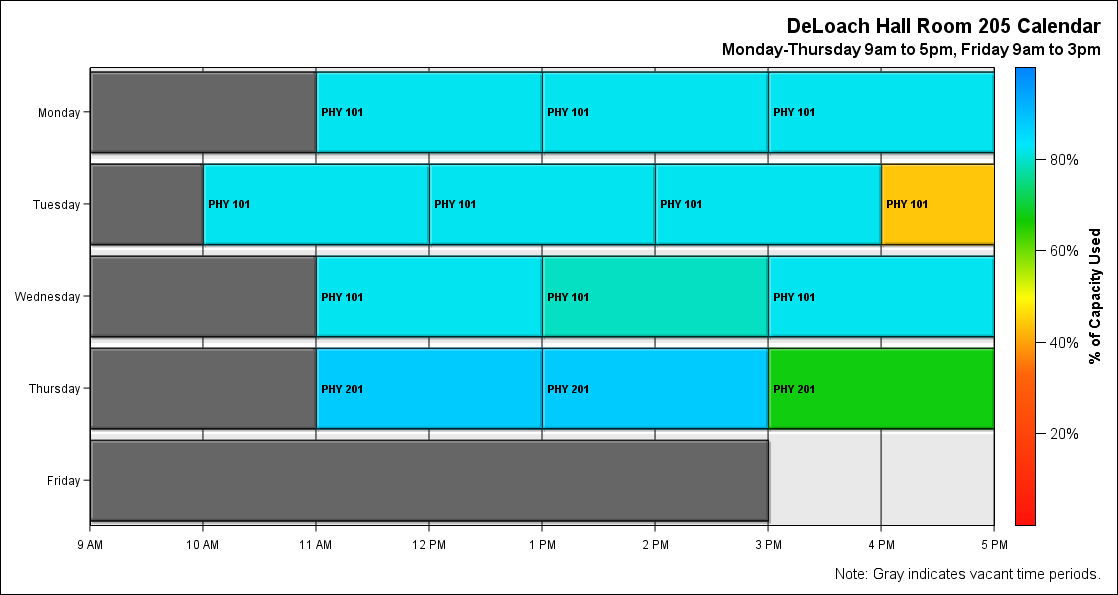 DeLoach Hall Room 205 Calendar
Monday-Thursday 9am to 5pm, Friday 9am to 3pm
Monday
PHY 101
PHY 101
PHY 101
Tuesday
PHY 101
PHY 101
PHY 101
PHY 101
Wednesday
PHY 101
PHY 101
PHY 101
Thursday
PHY 201
PHY 201
PHY 201
Friday
9 AM
10 AM
11 AM
12 PM
1 PM
2 PM
3 PM
4 PM
5 PM
80%
60%
40%
20%
% of Capacity Used
Note: Gray indicates vacant time periods.